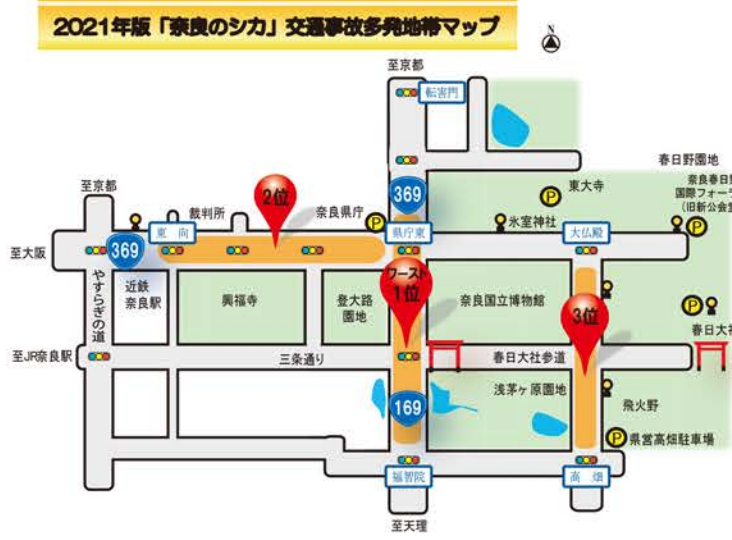 2021年版「奈良のシカ」交通事故多発地帯マップ
N
至京都
転害門
春日野園地
369
東大寺
奈良春日野
国際フォーラ
(旧新公会堂
至京都
2位
裁判所
奈良県庁
P
氷室神社
P
P
東向
県庁東
大仏殿
至大阪
369
近鉄
奈良駅
やすらぎの道
興福寺
登大路
園地
ワースト
1位
奈良国立博物館
3位
P
春日大社
至JR奈良駅
三条通り
春日大社参道
浅茅ヶ原園地
飛火野
169
P
県営高畑駐車場
福智院
高畑
至天理